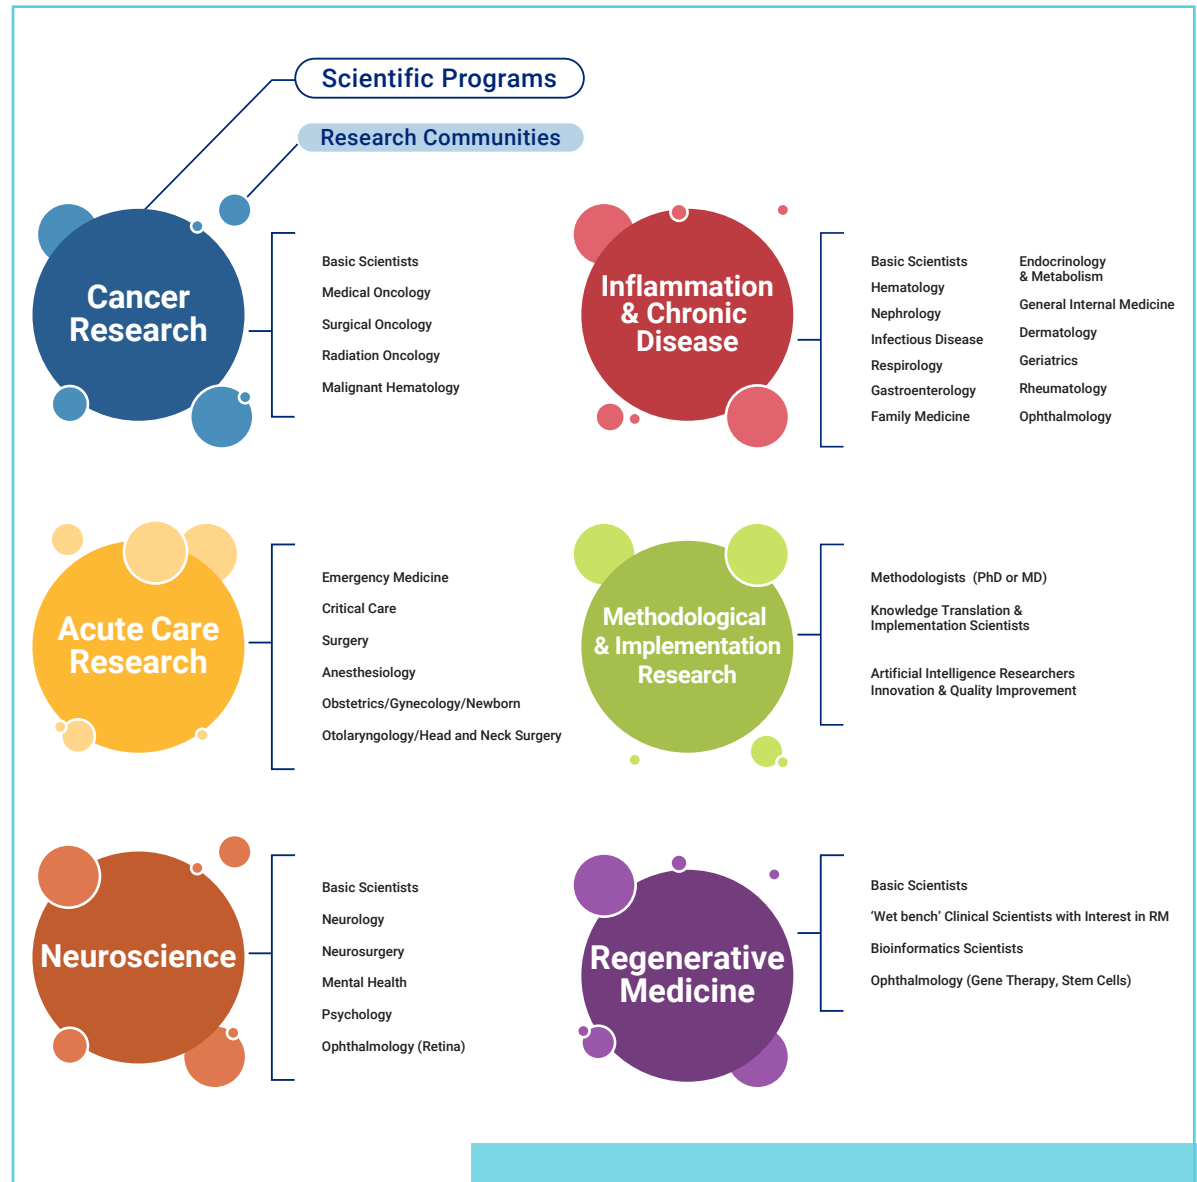 Scientific Programs
Research Communities
Cancer
Research
Basic Scientists
Medical Oncology
Surgical Oncology
Radiation Oncology
Malignant Hematology
Inflammation
& Chronic
Disease
Basic Scientists
Hematology
Nephrology
Infectious Disease
Respirology
Gastroenterology
Family Medicine
Endocrinology
& Metabolism
General Internal Medicine
Dermatology
Geriatrics
Rheumatology
Ophthalmology
Acute Care
Research
Emergency Medicine
Critical Care
Surgery
Anesthesiology
Obstetrics/Gynecology/Newborn
Otolaryngology/Head and Neck Surgery
Methodological
& Implementation
Research
Methodologists  (PhD or MD)
Knowledge Translation &
Implementation Scientists
Artificial Intelligence Researchers
Innovation & Quality Improvement
Neuroscience
Basic Scientists
Neurology
Neurosurgery
Mental Health
Psychology
Ophthalmology (Retina)
Regenerative
Medicine
Basic Scientists
‘Wet bench’ Clinical Scientists with Interest in RM
Bioinformatics Scientists
Ophthalmology (Gene Therapy, Stem Cells)